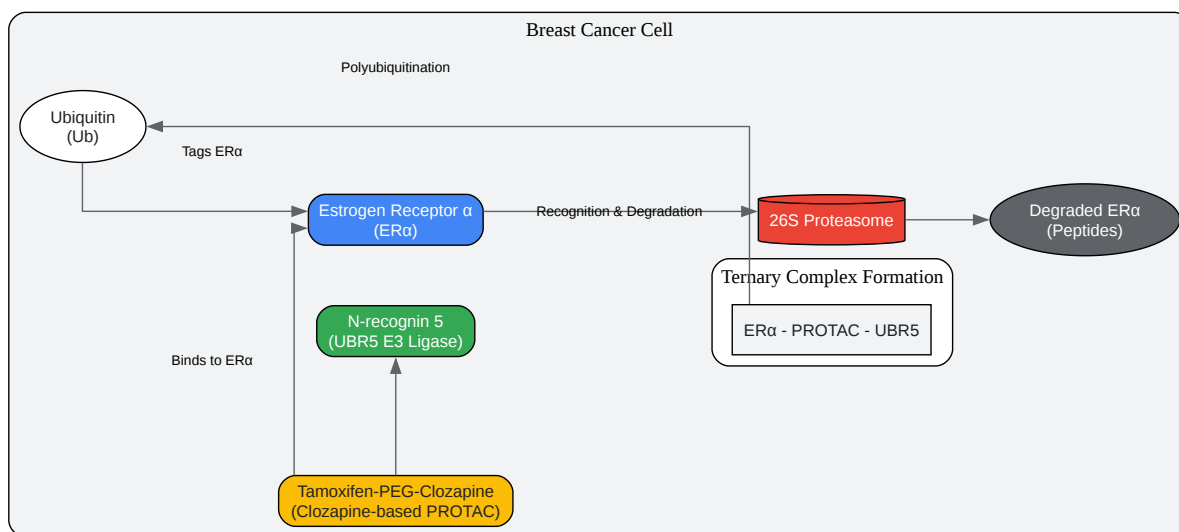 Breast Cancer Cell
Polyubiquitination
Ubiquitin
(Ub)
Tags ERα
Estrogen Receptor α
(ERα)
Recognition & Degradation
26S Proteasome
Degraded ERα
(Peptides)
Ternary Complex Formation
ERα - PROTAC - UBR5
N-recognin 5
(UBR5 E3 Ligase)
Binds to ERα
Tamoxifen-PEG-Clozapine
(Clozapine-based PROTAC)